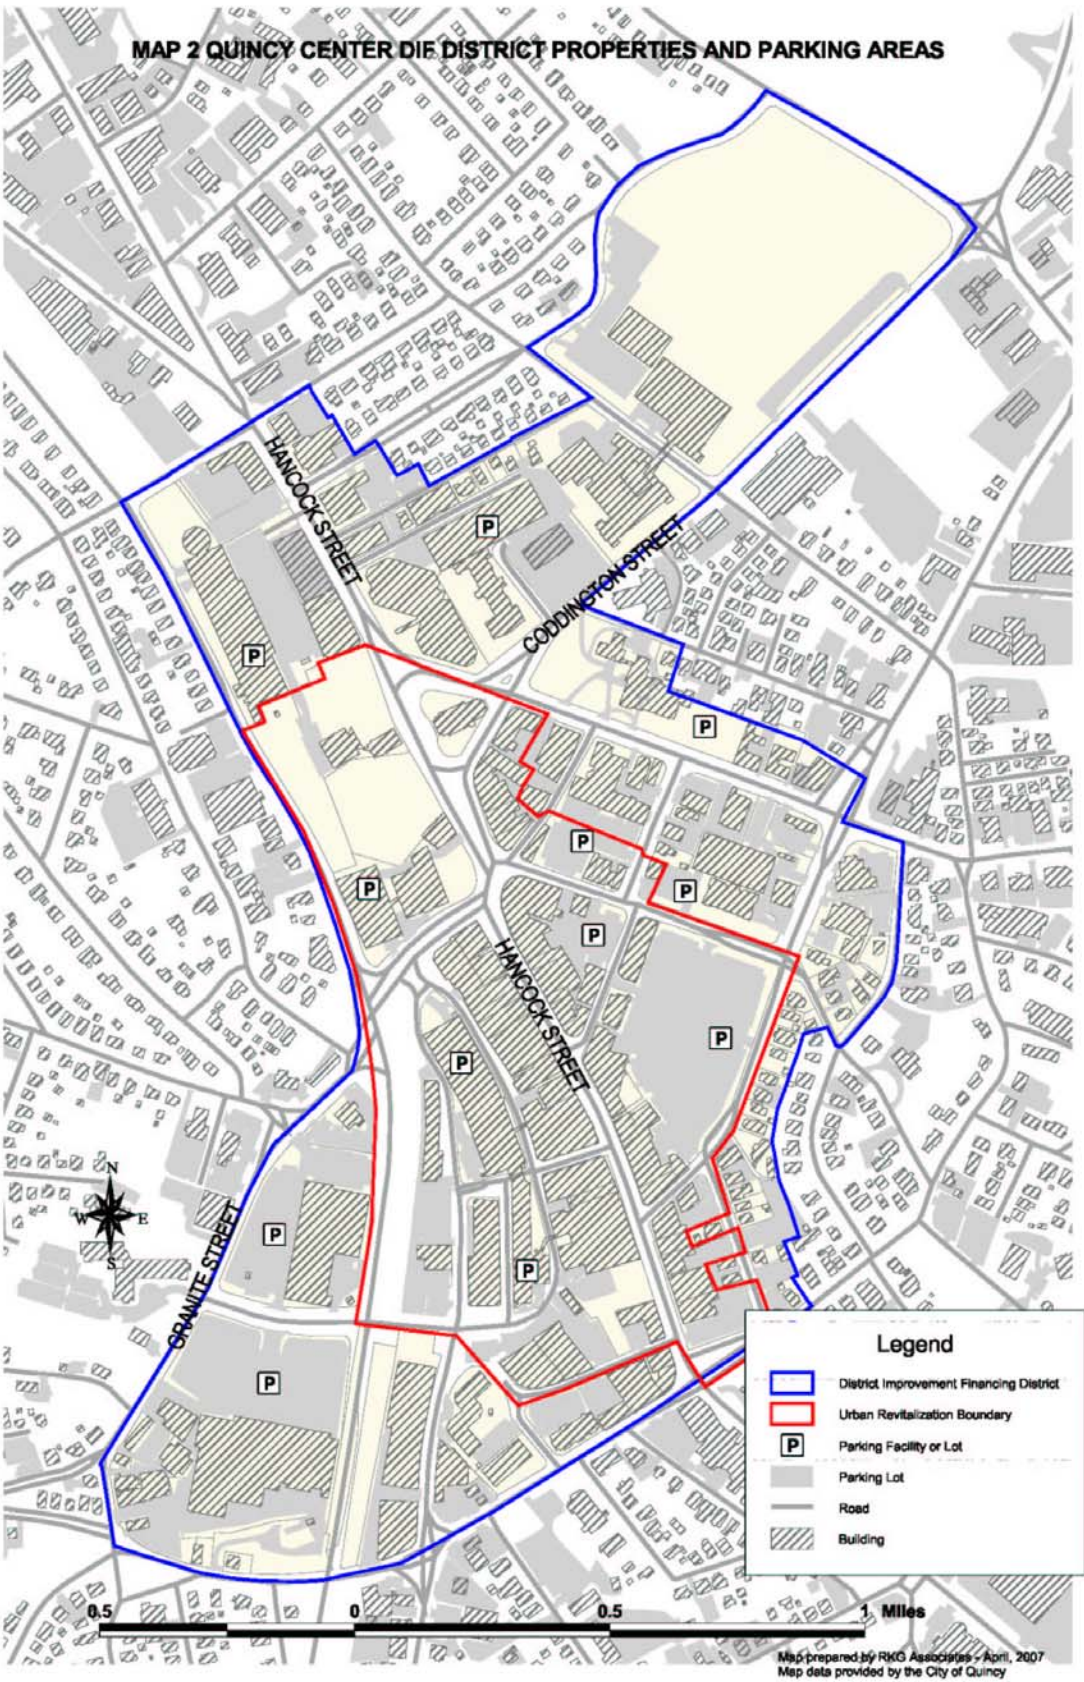 MAP 2 QUINCY CENTER DIF DISTRICT PROPERTIES AND PARKING AREAS
HANCOCK STREET
P
CODDINGTON STREET
P
P
P
P
P
P
HANCOCK STREET
P
P
N
W E
S
GRANITE STREET
P
P
P
Legend
District Improvement Financing District
Urban Revitalization Boundary
P Parking Facility or Lot
Parking Lot
Road
Building
0.5 0 0.5 1 Miles
Map prepared by RKG Associates - April, 2007
Map data provided by the City of Quincy